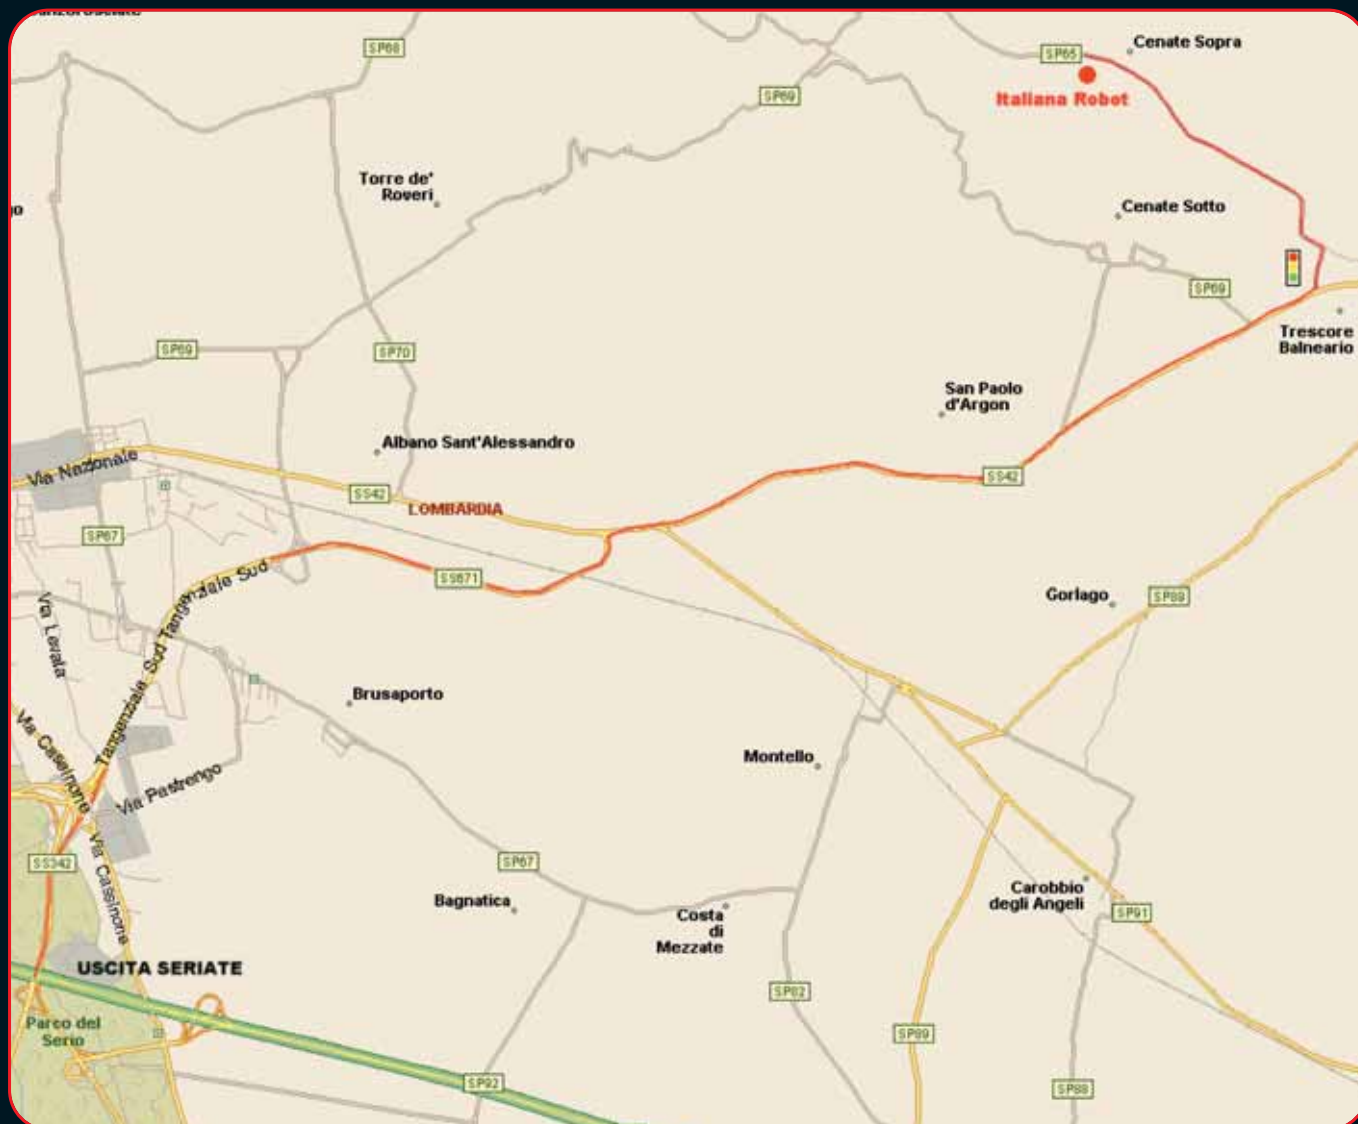 SP68
SP65
Cenate Sopra
SP69
Italiana Robot
Torre de'
Roveri
Cenate Sotto
SP69
Trescore
Balneario
SP69
SP70
San Paolo
d'Argon
Albano Sant'Alessandro
Via Nazionale
SS42
SS42
LOMBARDIA
SP67
Tangenziale Sud
SS671
Via Levata
Gorlago
SP89
Tangenziale Sud
Brusaporto
Via Cassinone
Montello
Via Pastrengo
SS342
Via Cassinone
SP67
Bagnatica
Costa
di
Mezzate
Carobbio
degli Angeli
SP91
USCITA SERIATE
SP82
Parco del
Serio
SP89
SP92
SP88